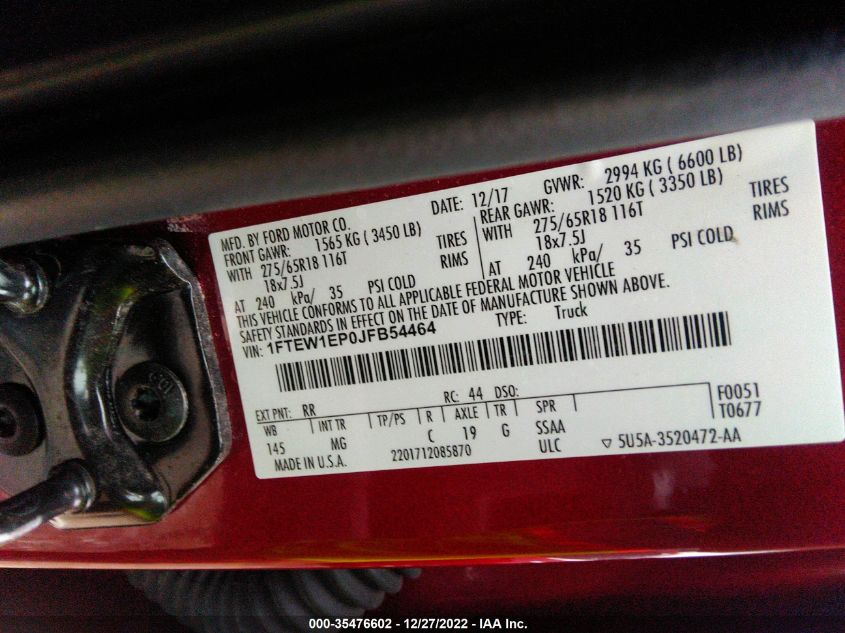 MFD. BY FORD MOTOR CO.
DATE: 12/17 GVWR: 2994 KG ( 6600 LB)
FRONT GAWR: 1565 KG ( 3450 LB)
REAR GAWR: 1520 KG ( 3350 LB)
WITH 275/65R18 116T TIRES
WITH 275/65R18 116T TIRES
18x7.5J RIMS
18x7.5J RIMS
AT 240 kPa/ 35 PSI COLD
AT 240 kPa/ 35 PSI COLD
THIS VEHICLE CONFORMS TO ALL APPLICABLE FEDERAL MOTOR VEHICLE
SAFETY STANDARDS IN EFFECT ON THE DATE OF MANUFACTURE SHOWN ABOVE.
VIN: 1FTEW1EP0JFB54464 TYPE: Truck
EXT PNT: RR RC: 44 DSO: F0051
WB INT TR TP/PS R AXLE TR SPR T0677
145 MG C 19 G SSAA
MADE IN U.S.A. 2201712085870 ULC ▽ 5U5A-3520472-AA
000-35476602 - 12/27/2022 - IAA Inc.